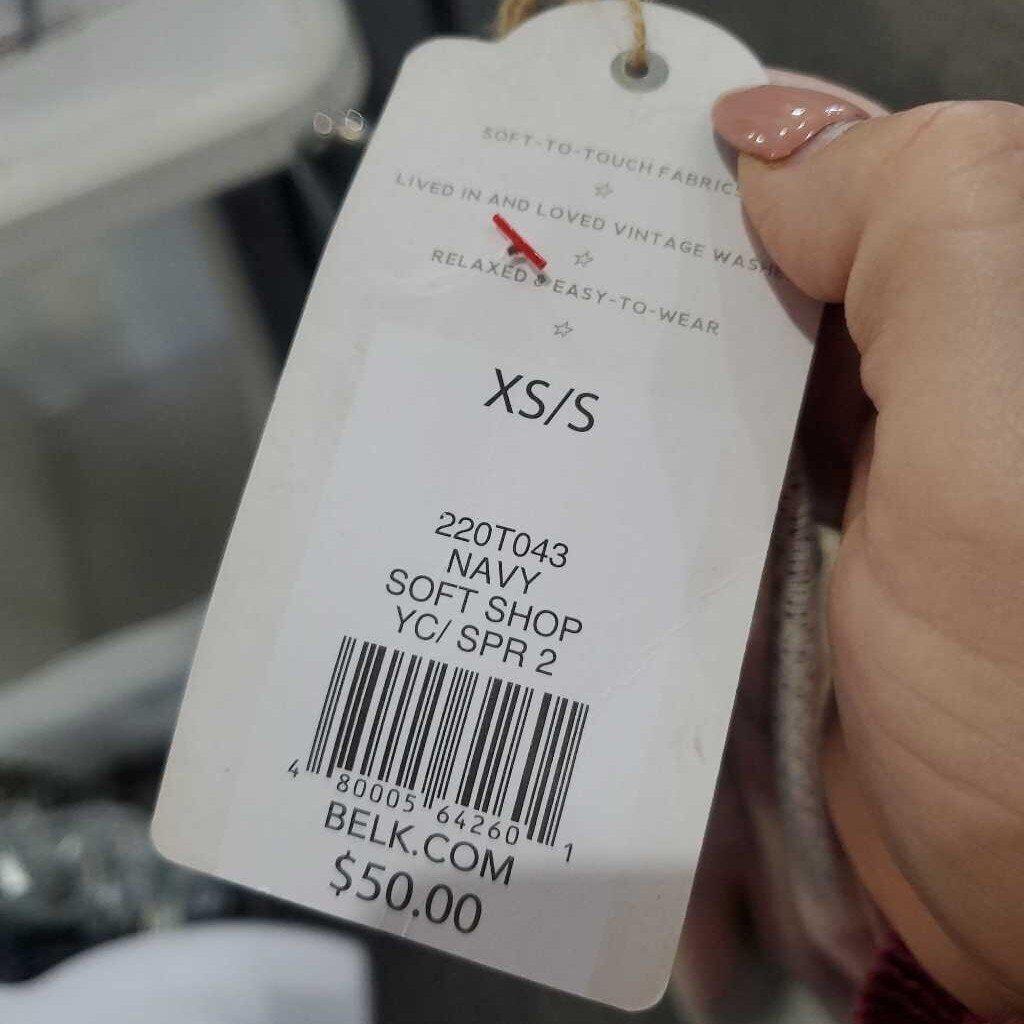 SOFT-TO-TOUCH FABRICS
LIVED IN AND LOVED VINTAGE WASHES
RELAXED & EASY-TO-WEAR
XS/S
220T043
NAVY
SOFT SHOP
YC/ SPR 2
4 80005 64260 1
BELK.COM
$50.00